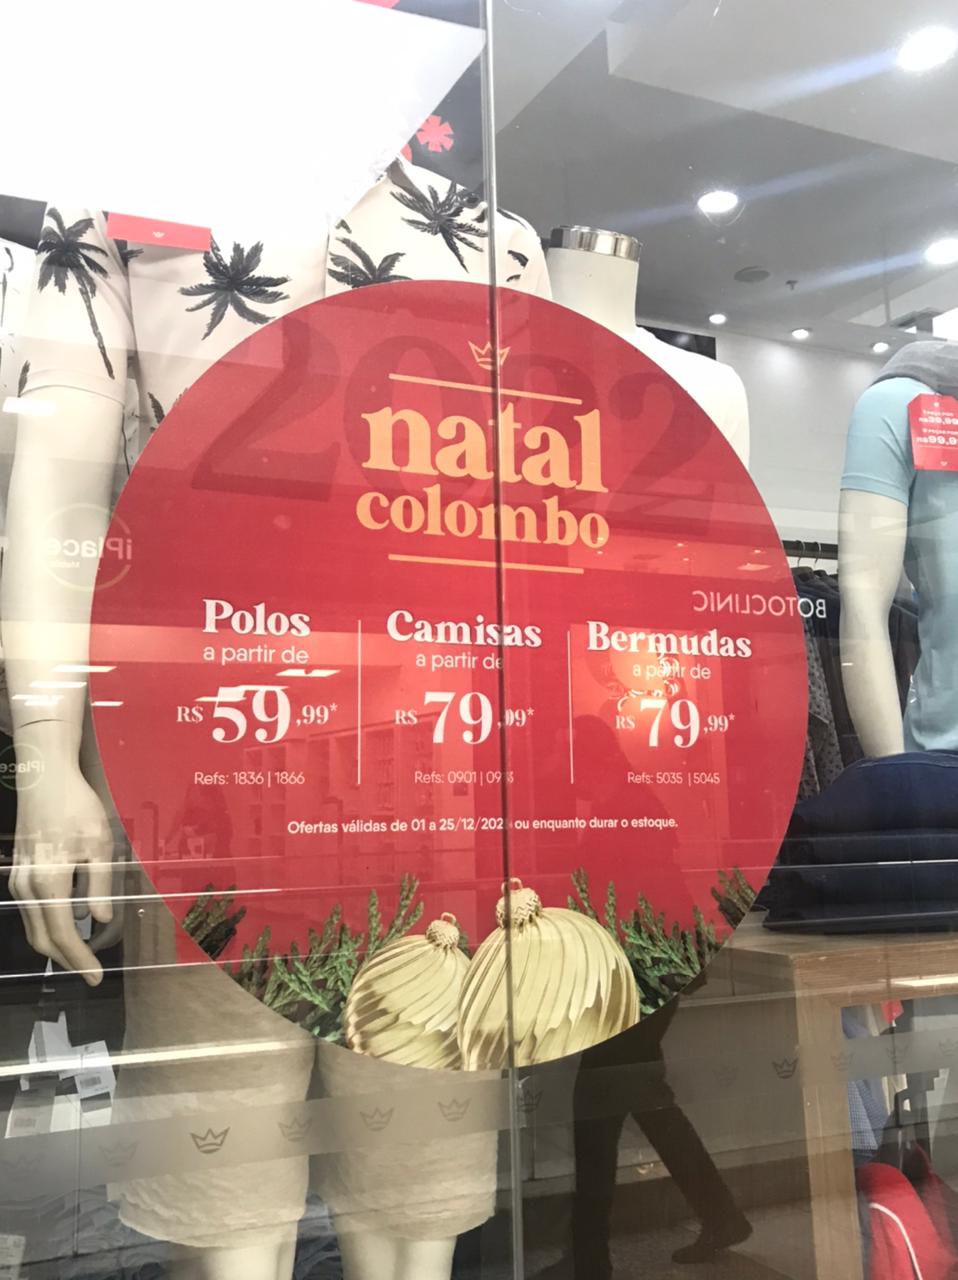 2022
natal
colombo
Polos
a partir de
R$ 59,99*
Refs: 1836 | 1866
Camisas
a partir de
R$ 79,99*
Refs: 0901 |
Bermudas
a partir de
R$ 79,99*
Refs: 5035 | 5045
Ofertas válidas de 01 a 25/12/202 ou enquanto durar o estoque.
iPlace
BOTOCLINIC
iPlace